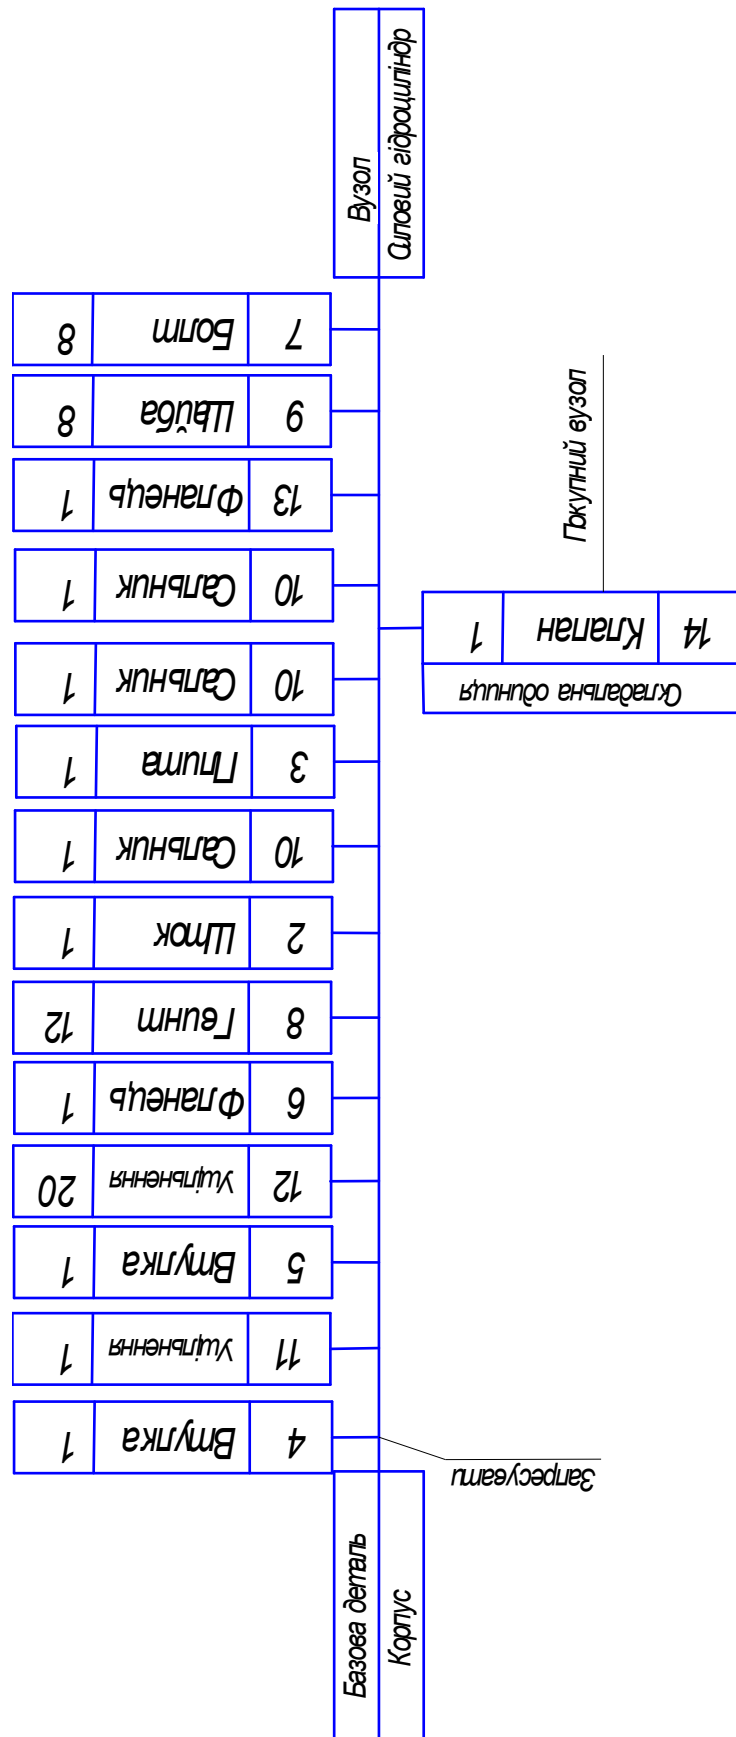 Вузол
Силовий гідроциліндр
7 Болт 8
9 Шайба 8
13 Фланець 1
10 Сальник 1
10 Сальник 1
3 Плита 1
10 Сальник 1
2 Шток 1
8 Гвинт 12
6 Фланець 1
12 Ущільнення 20
5 Втулка 1
11 Ущільнення 1
4 Втулка 1
Покупний вузол
14 Клапан 1
Складальна одиниця
Запресувати
Базова деталь
Корпус